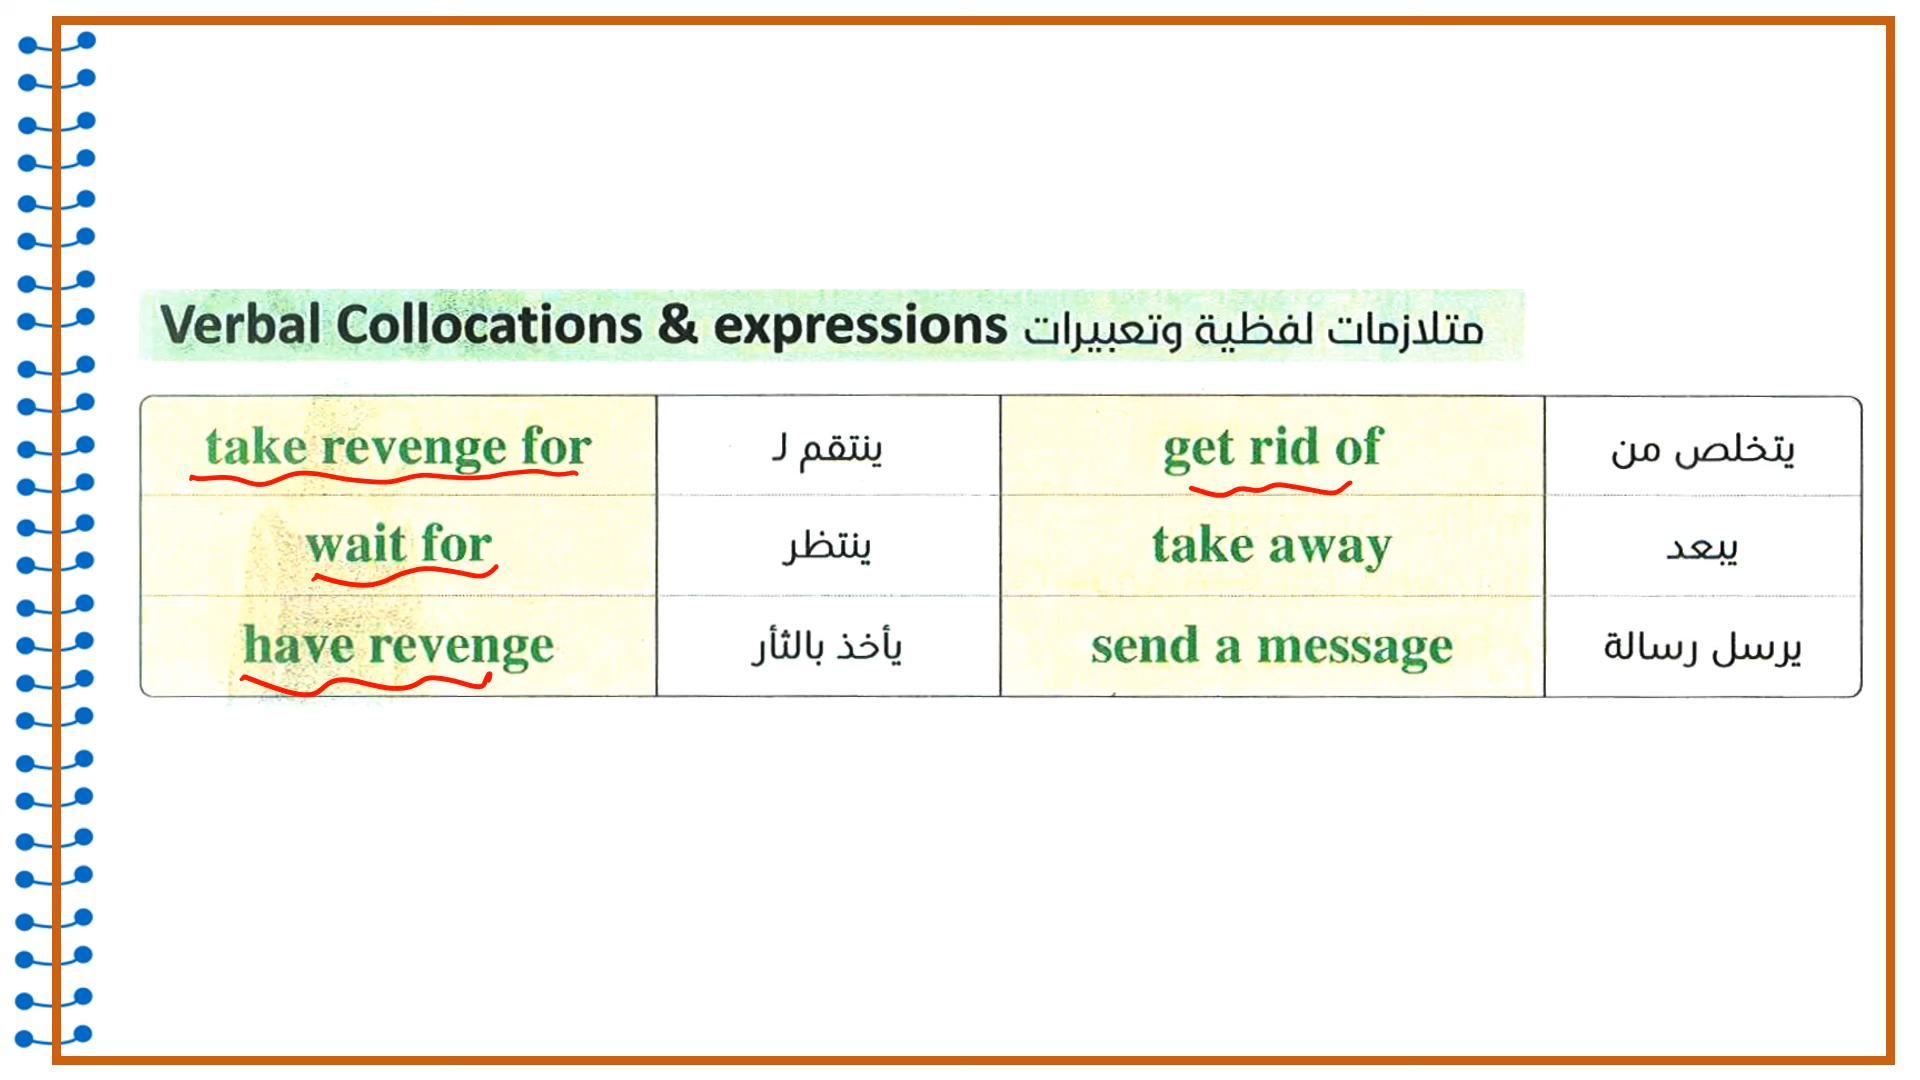 Verbal Collocations & expressions متلازمات لفظية وتعبيرات
take revenge for ينتقم لـ get rid of يتخلص من
wait for ينتظر take away يبعد
have revenge يأخذ بالثأر send a message يرسل رسالة